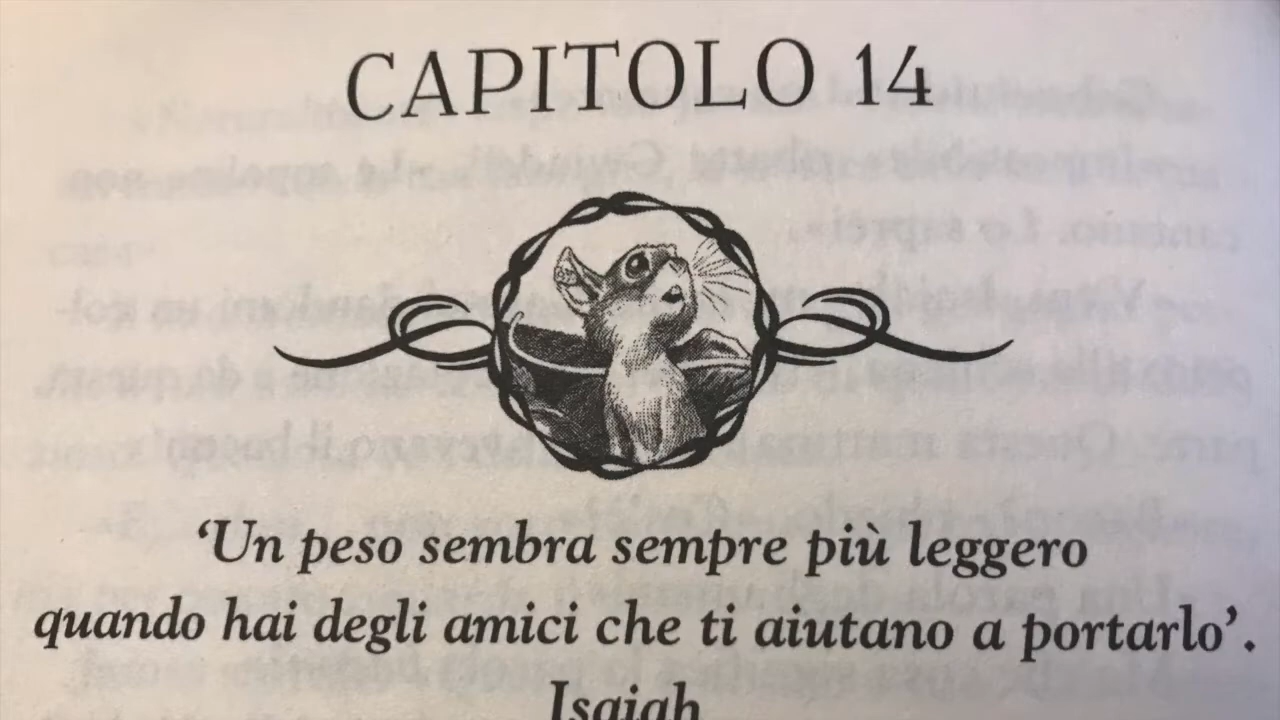 CAPITOLO 14
‘Un peso sembra sempre più leggero
quando hai degli amici che ti aiutano a portarlo’.
Isaiah